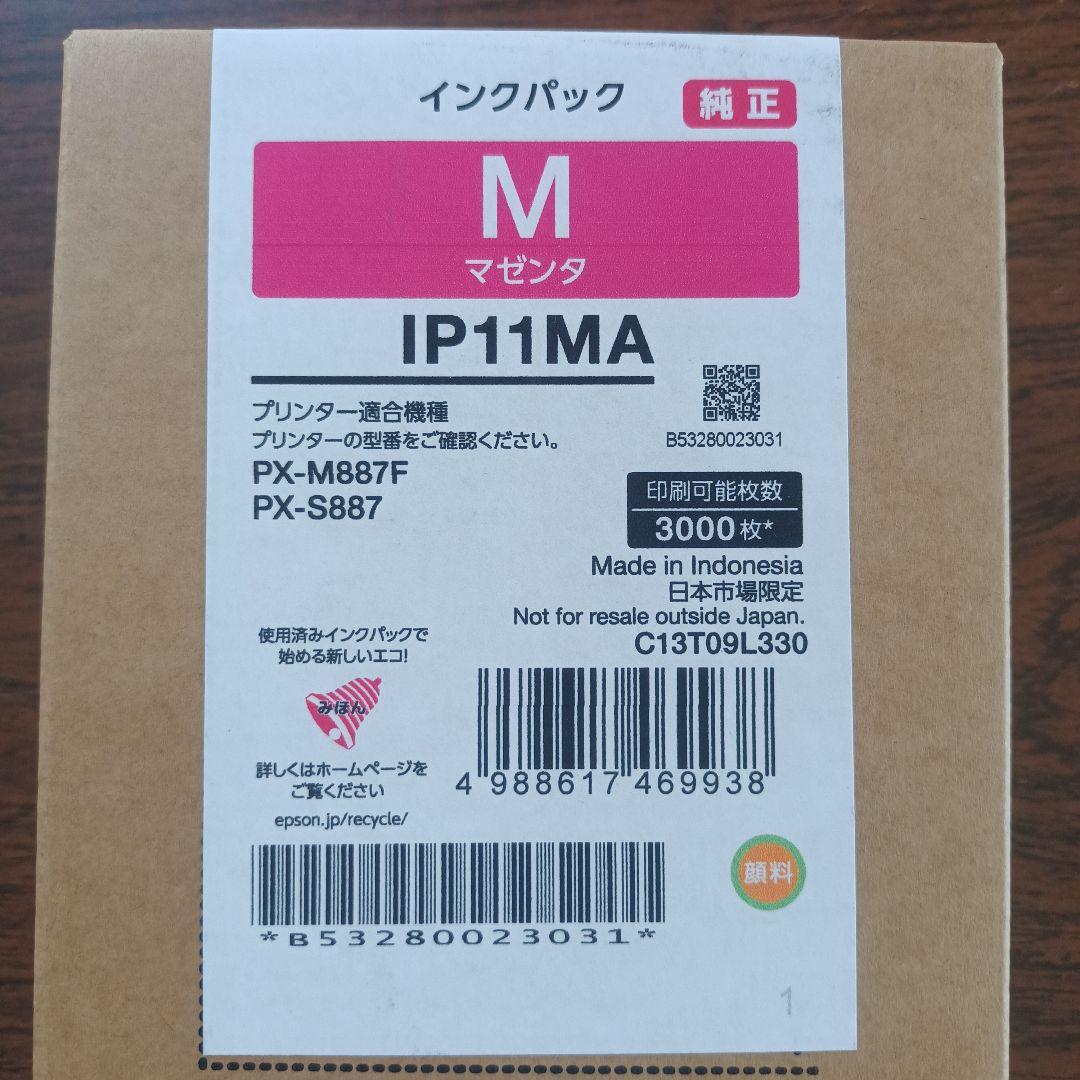 インクパック
純正
M
マゼンタ
IP11MA
プリンター適合機種
プリンターの型番をご確認ください。
PX-M887F
PX-S887
B53280023031
印刷可能枚数
3000枚*
Made in Indonesia
日本市場限定
Not for resale outside Japan.
C13T09L330
使用済みインクパックで
始める新しいエコ!
みほん
詳しくはホームページを
ご覧ください
epson.jp/recycle/
4 988617 469938
*B53280023031*
顔料
1